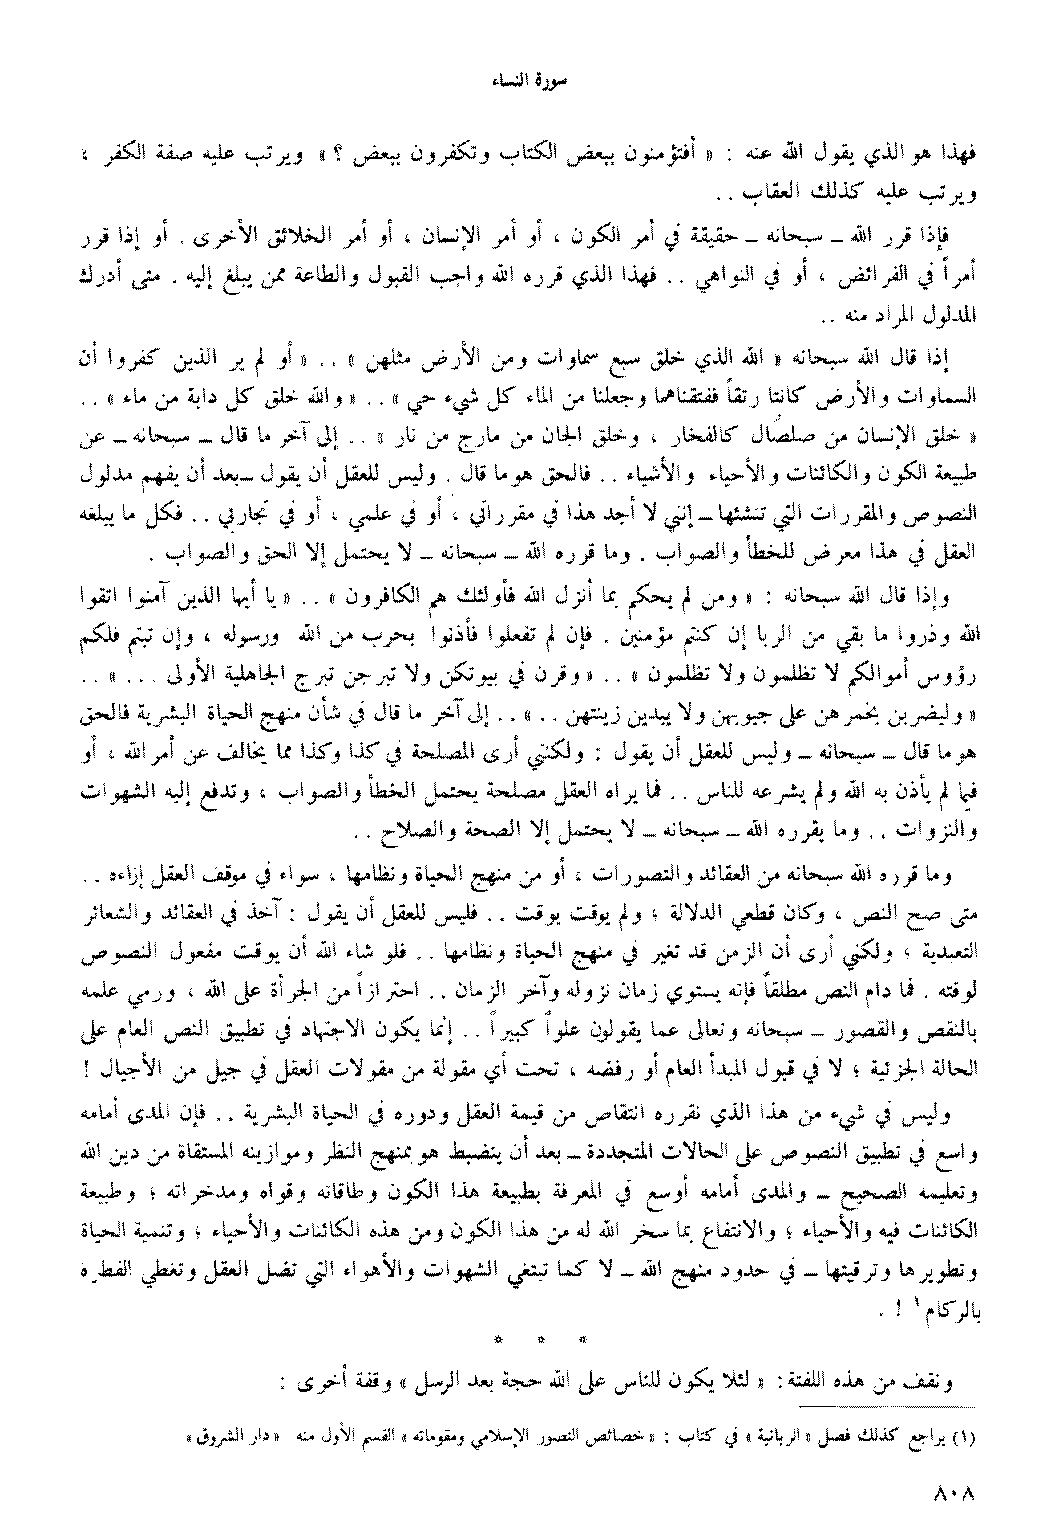 سورة النساء
فهذا هو الذي يقول الله عنه : « أفتؤمنون ببعض الكتاب وتكفرون ببعض ؟ » ويرتب عليه صفة الكفر ؛
ويرتب عليه كذلك العقاب ..
فإذا قرر الله – سبحانه – حقيقة في أمر الكون ، أو أمر الإنسان ، أو أمر الخلائق الأخرى . أو إذا قرر
أمراً في الفرائض ، أو في النواهي .. فهذا الذي قرره الله واجب القبول والطاعة ممن يبلغ إليه . متى أدرك
المدلول المراد منه ..
إذا قال الله سبحانه « الله الذي خلق سبع سماوات ومن الأرض مثلهن » .. « أو لم ير الذين كفروا أن
السماوات والأرض كانتا رتقاً ففتقناهما وجعلنا من الماء كل شيء حي » .. « والله خلق كل دابة من ماء » ..
« خلق الإنسان من صلصال كالفخار ، وخلق الجان من مارج من نار » .. إلى آخر ما قال – سبحانه – عن
طبيعة الكون والكائنات والأحياء والأشياء .. فالحق هو ما قال . وليس للعقل أن يقول –بعد أن يفهم مدلول
النصوص والمقررات التي تنشئها– إنني لا أجد هذا في مقرراتي ، أو في علمي ، أو في تجاربي .. فكل ما يبلغه
العقل في هذا معرض للخطأ والصواب . وما قرره الله – سبحانه – لا يحتمل إلا الحق والصواب .
وإذا قال الله سبحانه : « ومن لم يحكم بما أنزل الله فأولئك هم الكافرون » .. « يا أيها الذين آمنوا اتقوا
الله وذروا ما بقي من الربا إن كنتم مؤمنين . فإن لم تفعلوا فأذنوا بحرب من الله ورسوله ، وإن تبتم فلكم
رؤوس أموالكم لا تظلمون ولا تظلمون » .. « وقرن في بيوتكن ولا تبرجن تبرج الجاهلية الأولى ... » ..
« وليضربن بخمرهن على جيوبهن ولا يبدين زينتهن .. » .. إلى آخر ما قال في شأن منهج الحياة البشرية فالحق
هو ما قال – سبحانه – وليس للعقل أن يقول : ولكنني أرى المصلحة في كذا وكذا مما يخالف عن أمر الله ، أو
فيما لم يأذن به الله ولم يشرعه للناس .. فما يراه العقل مصلحة يحتمل الخطأ والصواب ، وتدفع إليه الشهوات
والنزوات .. وما يقرره الله – سبحانه – لا يحتمل إلا الصحة والصلاح ..
وما قرره الله سبحانه من العقائد والتصورات ، أو من منهج الحياة ونظامها ، سواء في موقف العقل إزاءه ..
متى صح النص ، وكان قطعي الدلالة ؛ ولم يوقت بوقت .. فليس للعقل أن يقول : آخذ في العقائد والشعائر
التعبدية ؛ ولكني أرى أن الزمن قد تغير في منهج الحياة ونظامها .. فلو شاء الله أن يوقت مفعول النصوص
لوقته . فما دام النص مطلقاً فإنه يستوي زمان نزوله وآخر الزمان .. احترازاً من الجرأة على الله ، ورمي علمه
بالنقص والقصور – سبحانه وتعالى عما يقولون علواً كبيراً .. إنما يكون الاجتهاد في تطبيق النص العام على
الحالة الجزئية ؛ لا في قبول المبدأ العام أو رفضه ، تحت أي مقولة من مقولات العقل في جيل من الأجيال !
وليس في شيء من هذا الذي نقرره انتقاص من قيمة العقل ودوره في الحياة البشرية .. فإن المدى أمامه
واسع في تطبيق النصوص على الحالات المتجددة – بعد أن ينضبط هو بمنهج النظر وموازينه المستقاة من دين الله
وتعليمه الصحيح – والمدى أمامه أوسع في المعرفة بطبيعة هذا الكون وطاقاته وقواه ومدخراته ؛ وطبيعة
الكائنات فيه والأحياء ؛ والانتفاع بما سخر الله له من هذا الكون ومن هذه الكائنات والأحياء ؛ وتنمية الحياة
وتطويرها وترقيتها – في حدود منهج الله – لا كما تبتغي الشهوات والأهواء التي تضل العقل وتغطي الفطرة
بالركام¹ ! .
* * *
ونقف من هذه اللفتة : « لئلا يكون للناس على الله حجة بعد الرسل » وقفة أخرى :
(١) يراجع كذلك فصل « الربانية » في كتاب : « خصائص التصور الإسلامي ومقوماته » القسم الأول منه « دار الشروق »
٨٠٨